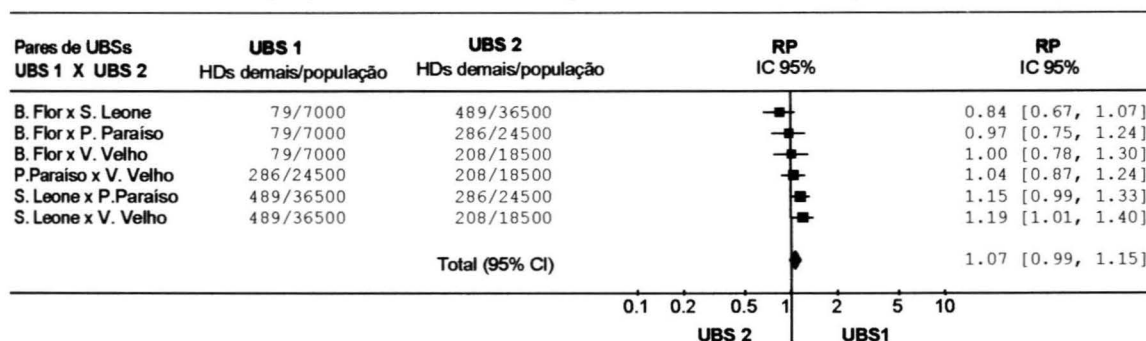 Pares de UBSs UBS 1 UBS 2 RP RP
UBS 1 X UBS 2 HDs demais/população HDs demais/população IC 95% IC 95%
B. Flor x S. Leone 79/7000 489/36500 0.84 [0.67, 1.07]
B. Flor x P. Paraíso 79/7000 286/24500 0.97 [0.75, 1.24]
B. Flor x V. Velho 79/7000 208/18500 1.00 [0.78, 1.30]
P.Paraíso x V. Velho 286/24500 208/18500 1.04 [0.87, 1.24]
S. Leone x P.Paraíso 489/36500 286/24500 1.15 [0.99, 1.33]
S. Leone x V. Velho 489/36500 208/18500 1.19 [1.01, 1.40]
Total (95% CI) 1.07 [0.99, 1.15]
0.1 0.2 0.5 1 2 5 10
UBS 2 UBS1